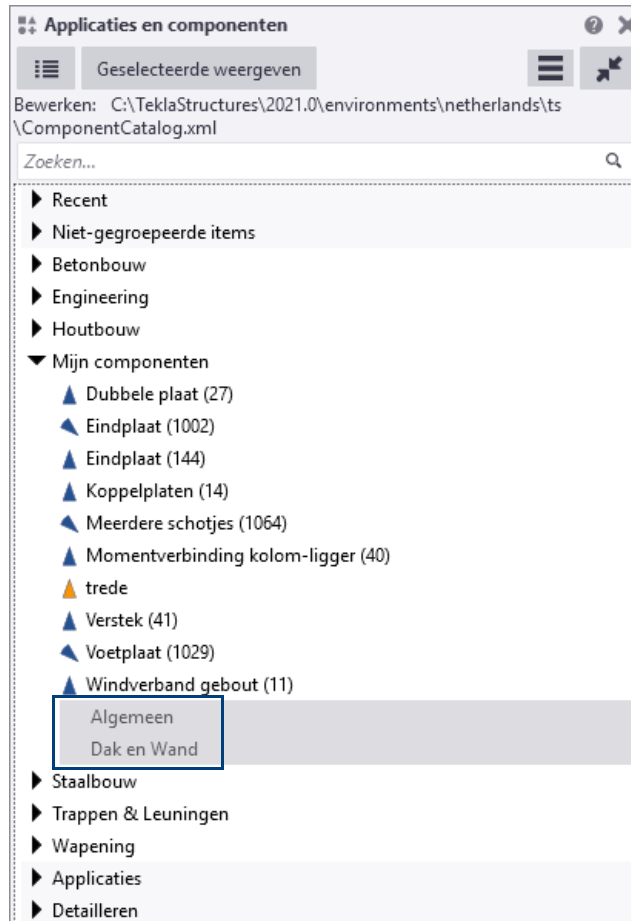 Applicaties en componenten
Geselecteerde weergeven
Bewerken: C:\TeklaStructures\2021.0\environments\netherlands\ts
\ComponentCatalog.xml
Zoeken...
Recent
Niet-gegroepeerde items
Betonbouw
Engineering
Houtbouw
Mijn componenten
Dubbele plaat (27)
Eindplaat (1002)
Eindplaat (144)
Koppelplaten (14)
Meerdere schotjes (1064)
Momentverbinding kolom-ligger (40)
trede
Verstek (41)
Voetplaat (1029)
Windverband gebout (11)
Algemeen
Dak en Wand
Staalbouw
Trappen & Leuningen
Wapening
Applicaties
Detailleren